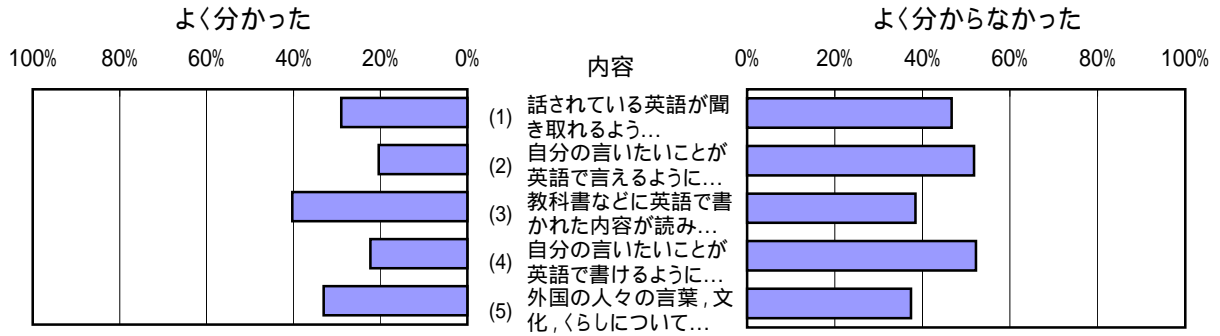 よく分かった
よく分からなかった
100% 80% 60% 40% 20% 0%
内容
0% 20% 40% 60% 80% 100%
(1) 話されている英語が聞
き取れるよう...
(2) 自分の言いたいことが
英語で言えるように...
(3) 教科書などに英語で書
かれた内容が読み...
(4) 自分の言いたいことが
英語で書けるように...
(5) 外国の人々の言葉,文
化,くらしについて...